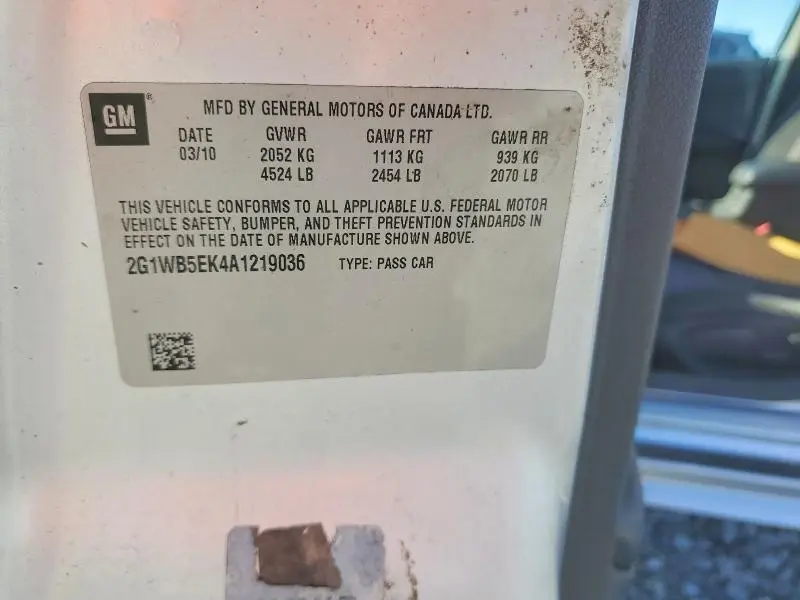 GM ® MFD BY GENERAL MOTORS OF CANADA LTD.
DATE GVWR GAWR FRT GAWR RR
03/10 2052 KG 1113 KG 939 KG
4524 LB 2454 LB 2070 LB
THIS VEHICLE CONFORMS TO ALL APPLICABLE U.S. FEDERAL MOTOR
VEHICLE SAFETY, BUMPER, AND THEFT PREVENTION STANDARDS IN
EFFECT ON THE DATE OF MANUFACTURE SHOWN ABOVE.
2G1WB5EK4A1219036 TYPE: PASS CAR